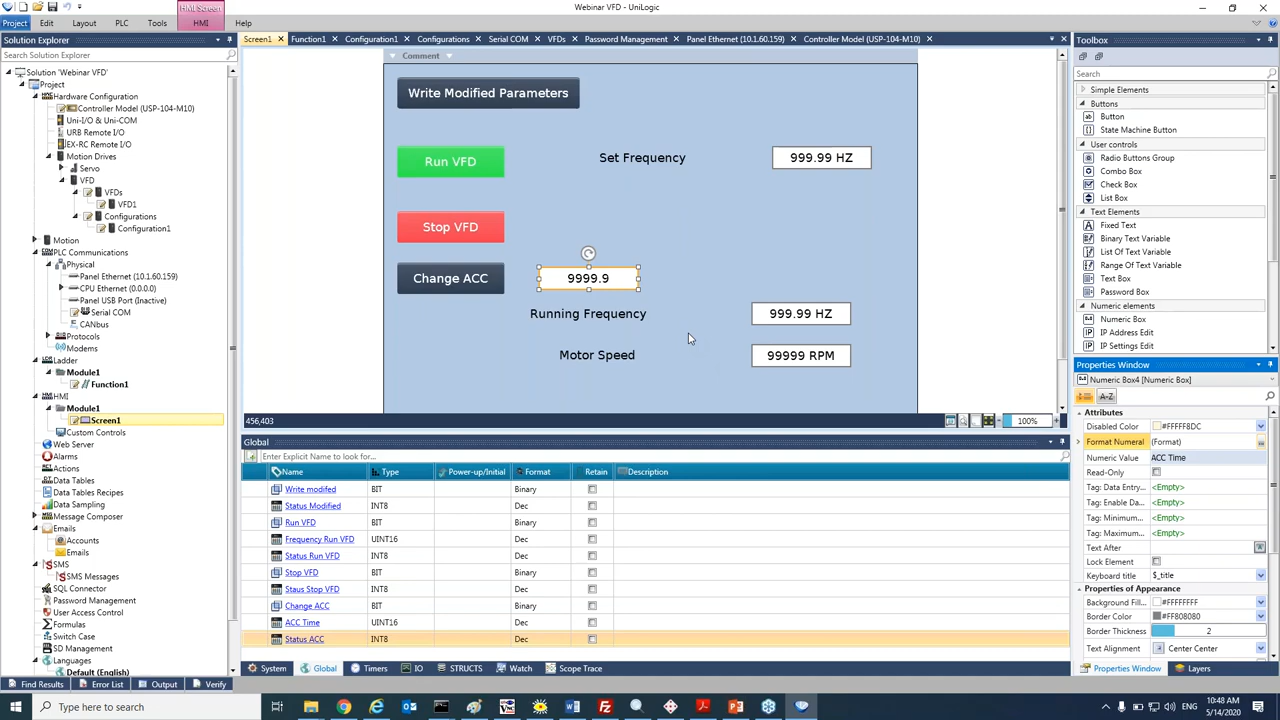 HMI Screen
Webinar VFD - UniLogic
Project Edit Layout PLC Tools HMI Help
Solution Explorer
Search Solution Explorer
Solution 'Webinar VFD'
Project
Hardware Configuration
Controller Model (USP-104-M10)
Uni-I/O & Uni-COM
URB Remote I/O
EX-RC Remote I/O
Motion Drives
Servo
VFD
VFDs
VFD1
Configurations
Configuration1
Motion
PLC Communications
Physical
Panel Ethernet (10.1.60.159)
CPU Ethernet (0.0.0.0)
Panel USB Port (Inactive)
Serial COM
CANbus
Protocols
Modems
Ladder
Module1
Function1
HMI
Module1
Screen1
Custom Controls
Web Server
Alarms
Actions
Data Tables
Data Tables Recipes
Data Sampling
Message Composer
Emails
Accounts
Emails
SMS
SMS Messages
SQL Connector
Password Management
User Access Control
Formulas
Switch Case
SD Management
Languages
Default (English)
Find Results Error List Output Verify
Screen1 Function1 Configuration1 Configurations Serial COM VFDs Password Management Panel Ethernet (10.1.60.159) Controller Model (USP-104-M10)
Comment
Write Modified Parameters
Run VFD
Set Frequency
999.99 HZ
Stop VFD
Change ACC
9999.9
Running Frequency
999.99 HZ
Motor Speed
99999 RPM
456,403
100%
Global
Enter Explicit Name to look for...
Name Type Power-up/Initial Format Retain Description
Write modifed BIT Binary
Status Modified INT8 Dec
Run VFD BIT Binary
Frequency Run VFD UINT16 Dec
Status Run VFD INT8 Dec
Stop VFD BIT Binary
Staus Stop VFD INT8 Dec
Change ACC BIT Binary
ACC Time UINT16 Dec
Status ACC INT8 Dec
System Global Timers IO STRUCTS Watch Scope Trace
Toolbox
Search
Simple Elements
Buttons
Button
State Machine Button
User controls
Radio Buttons Group
Combo Box
Check Box
List Box
Text Elements
Fixed Text
Binary Text Variable
List Of Text Variable
Range Of Text Variable
Text Box
Password Box
Numeric elements
Numeric Box
IP Address Edit
IP Settings Edit
Properties Window
Numeric Box4 [Numeric Box]
A-Z
Attributes
Disabled Color #FFFFF8DC
Format Numeral (Format)
Numeric Value ACC Time
Read-Only
Tag: Data Entry... <Empty>
Tag: Enable Da... <Empty>
Tag: Minimum... <Empty>
Tag: Maximum... <Empty>
Text After
Lock Element
Keyboard title $_title
Properties of Appearance
Background Fill... #FFFFFFFF
Border Color #FF808080
Border Thickness 2
Text Alignment Center Center
Properties Window Layers
Type here to search
10:48 AM
5/14/2020